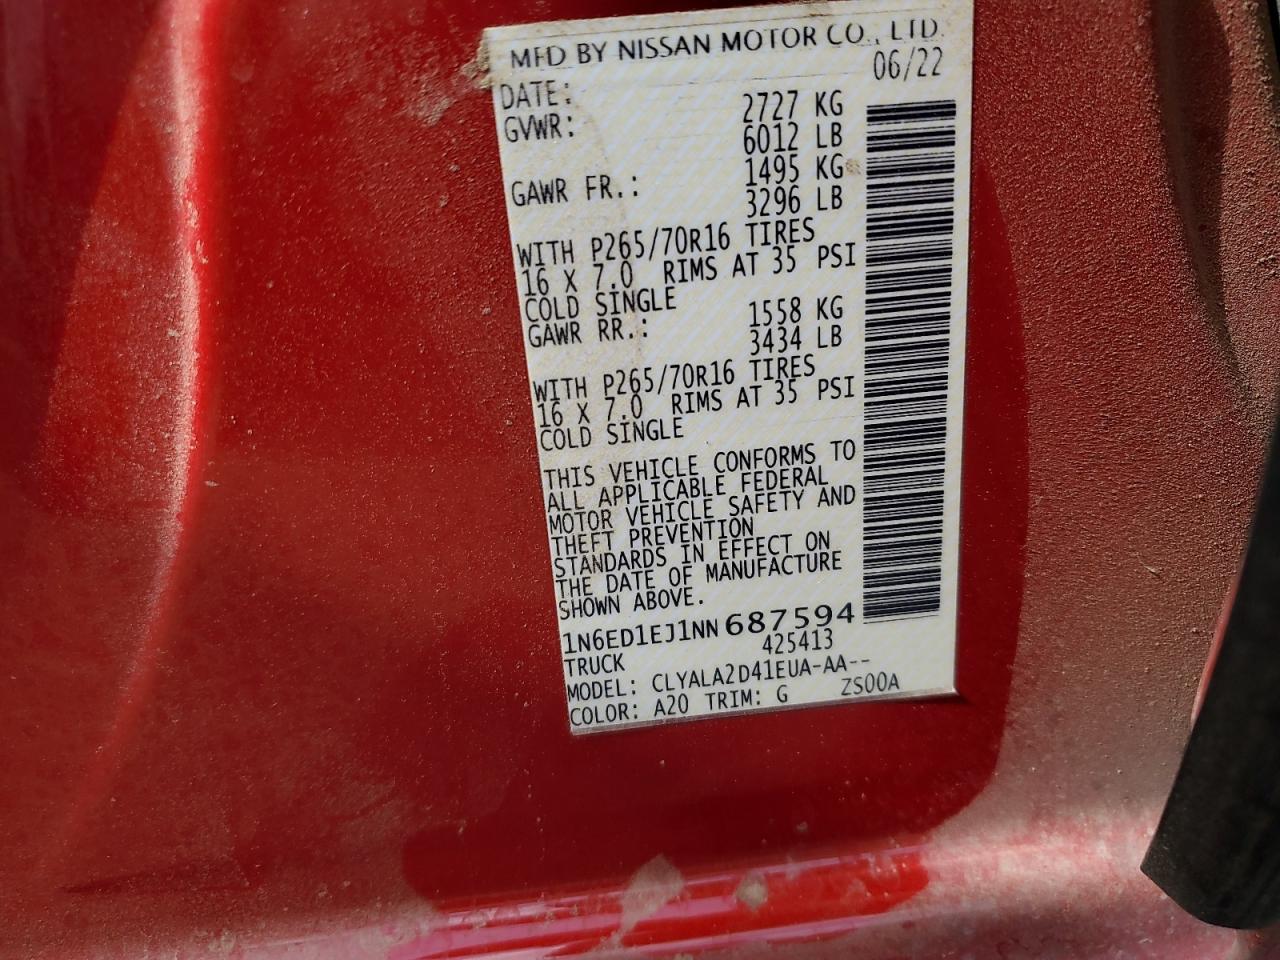 MFD BY NISSAN MOTOR CO., LTD.
DATE: 06/22
GVWR: 2727 KG
6012 LB
GAWR FR.: 1495 KG
3296 LB
WITH P265/70R16 TIRES
16 X 7.0 RIMS AT 35 PSI
COLD SINGLE
GAWR RR.: 1558 KG
3434 LB
WITH P265/70R16 TIRES
16 X 7.0 RIMS AT 35 PSI
COLD SINGLE
THIS VEHICLE CONFORMS TO
ALL APPLICABLE FEDERAL
MOTOR VEHICLE SAFETY AND
THEFT PREVENTION
STANDARDS IN EFFECT ON
THE DATE OF MANUFACTURE
SHOWN ABOVE.
1N6ED1EJ1NN687594
TRUCK 425413
MODEL: CLYALA2D41EUA-AA--
COLOR: A20 TRIM: G ZS00A